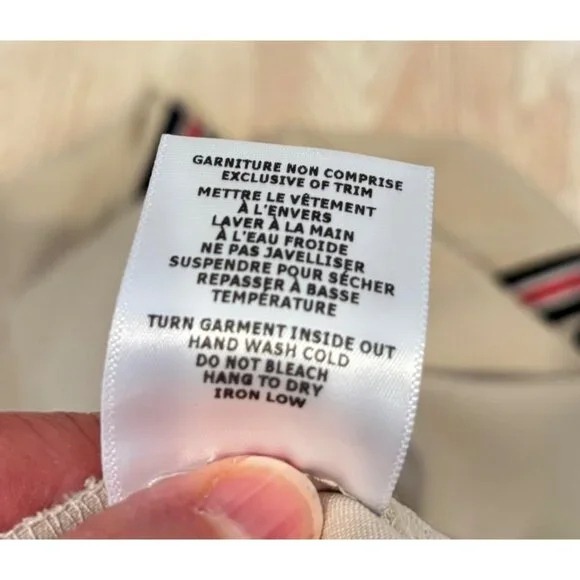 GARNITURE NON COMPRISE
EXCLUSIVE OF TRIM
METTRE LE VÊTEMENT
À L'ENVERS
LAVER À LA MAIN
À L'EAU FROIDE
NE PAS JAVELLISER
SUSPENDRE POUR SÉCHER
REPASSER À BASSE
TEMPÉRATURE
TURN GARMENT INSIDE OUT
HAND WASH COLD
DO NOT BLEACH
HANG TO DRY
IRON LOW